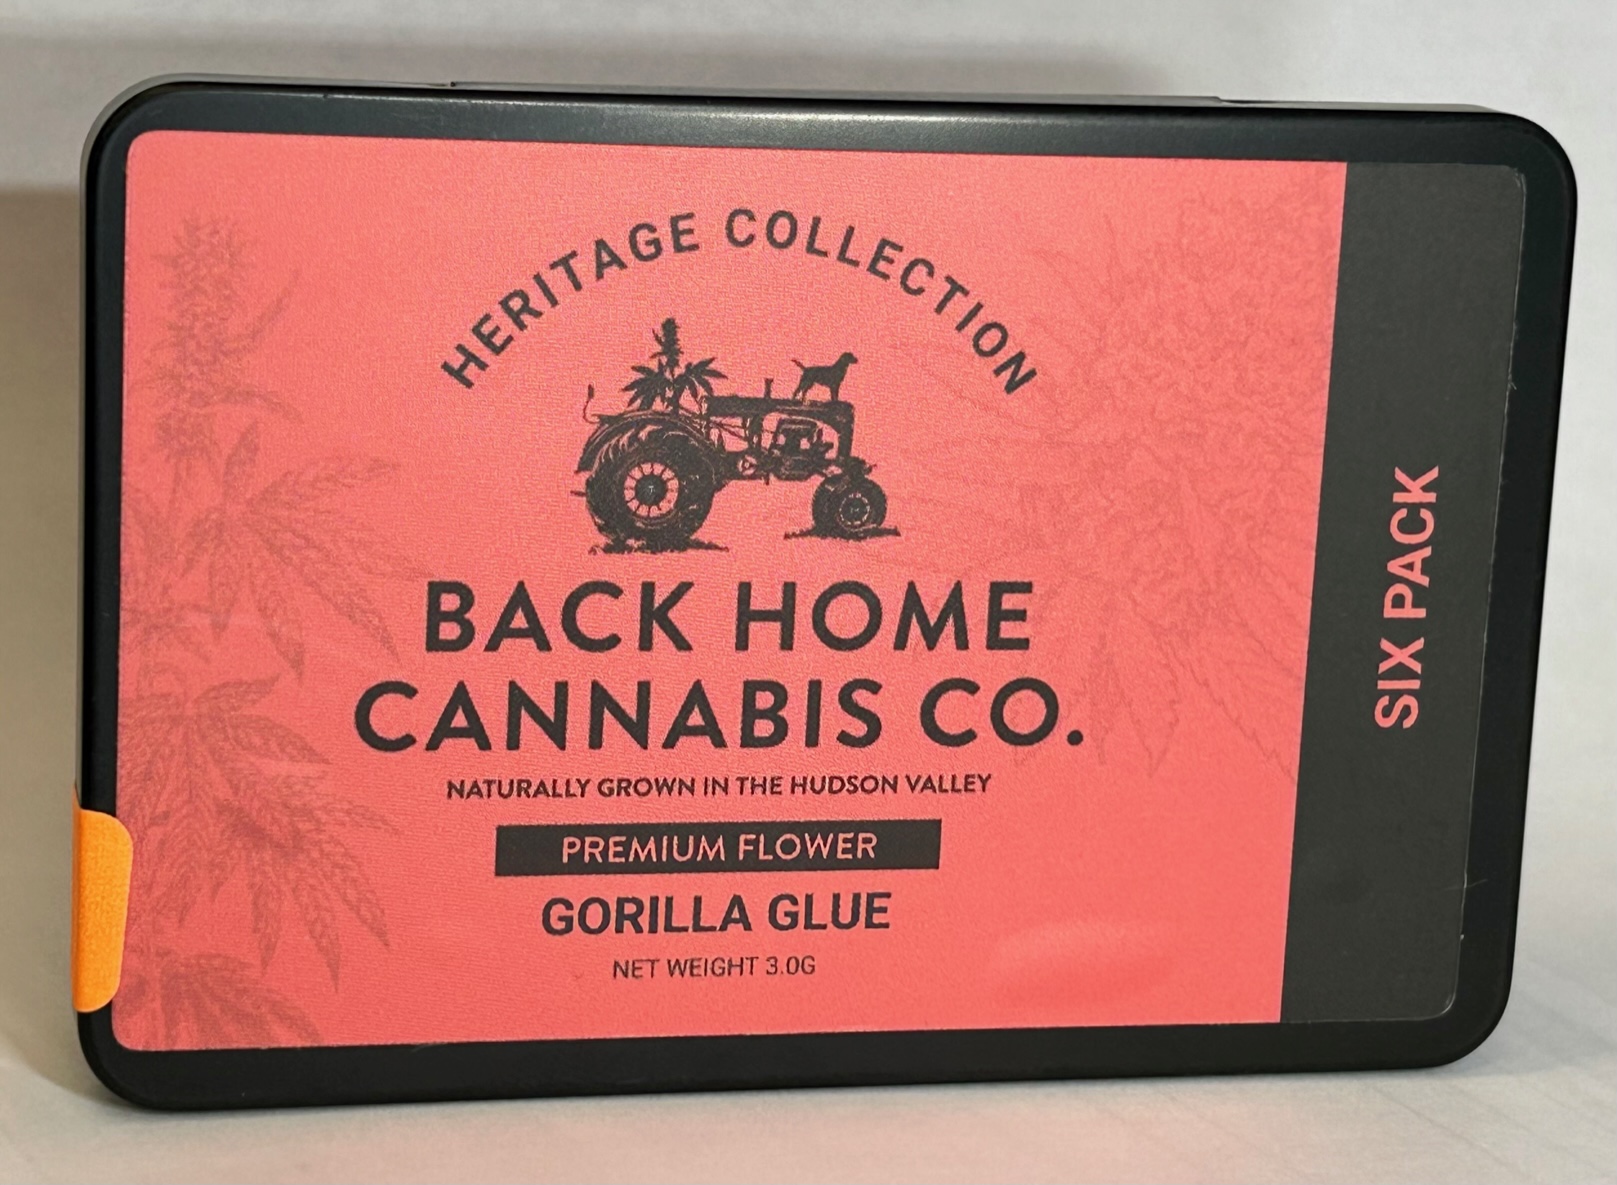 HERITAGE COLLECTION
BACK HOME
CANNABIS CO.
NATURALLY GROWN IN THE HUDSON VALLEY
PREMIUM FLOWER
GORILLA GLUE
NET WEIGHT 3.0G
SIX PACK